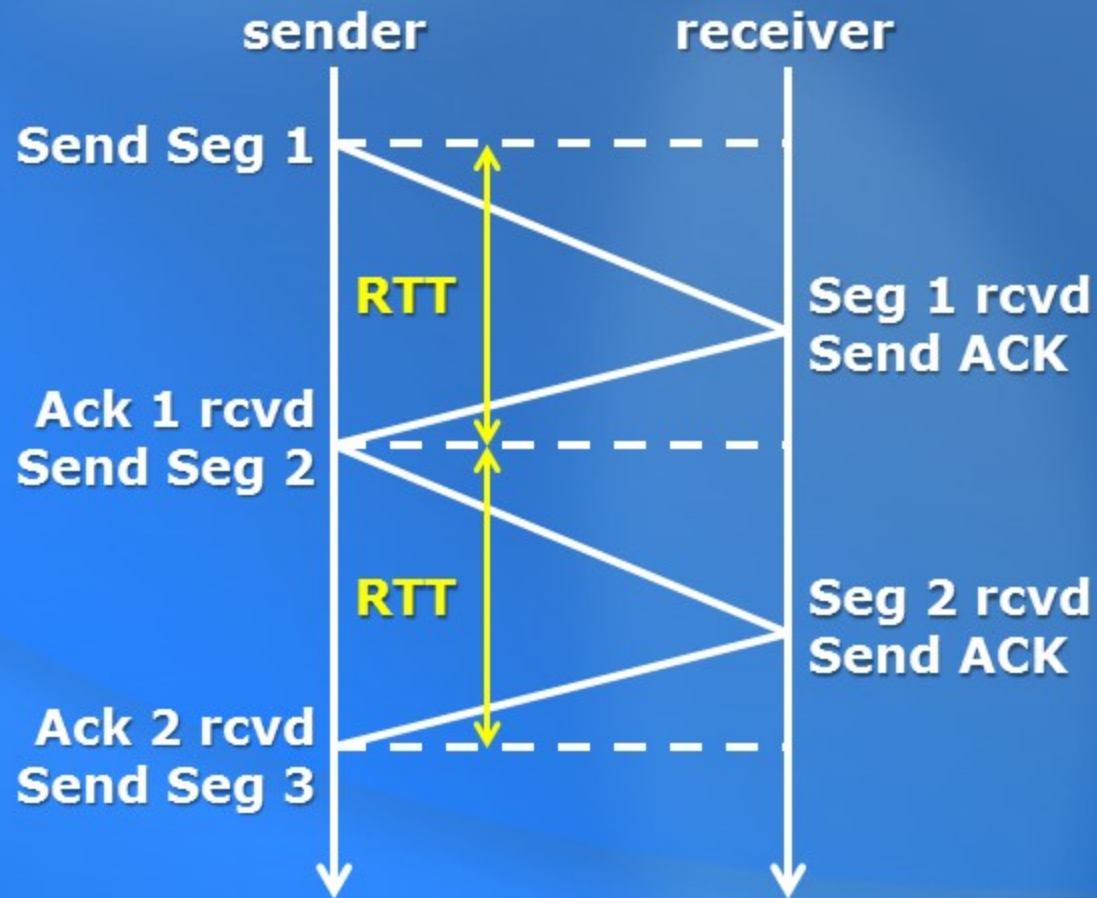 sender
receiver
Send Seg 1
RTT
Seg 1 rcvd
Send ACK
Ack 1 rcvd
Send Seg 2
RTT
Seg 2 rcvd
Send ACK
Ack 2 rcvd
Send Seg 3